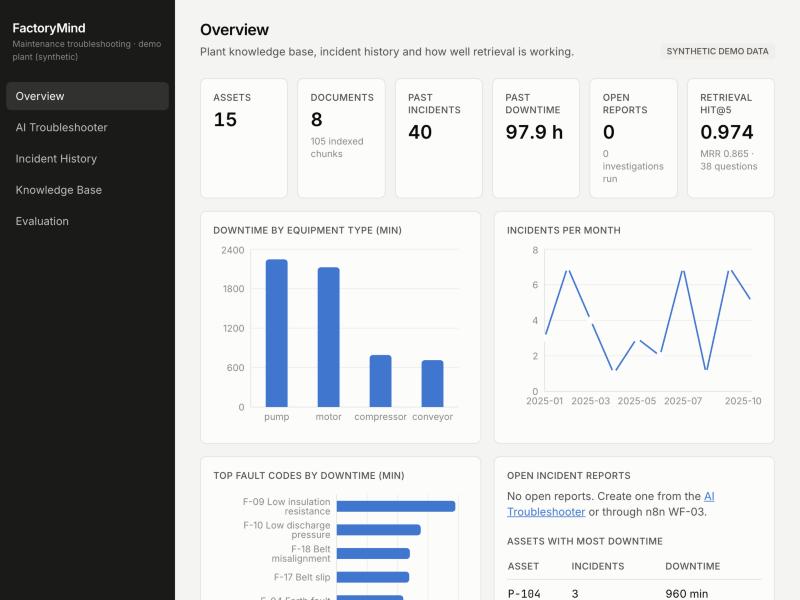 FactoryMind
Maintenance troubleshooting · demo
plant (synthetic)
Overview
AI Troubleshooter
Incident History
Knowledge Base
Evaluation
Overview
Plant knowledge base, incident history and how well retrieval is working.
SYNTHETIC DEMO DATA
ASSETS
15
DOCUMENTS
8
105 indexed
chunks
PAST
INCIDENTS
40
PAST
DOWNTIME
97.9 h
OPEN
REPORTS
0
0
investigations
run
RETRIEVAL
HIT@5
0.974
MRR 0.865 ·
38 questions
DOWNTIME BY EQUIPMENT TYPE (MIN)
2400
1800
1200
600
0
pump motor compressor conveyor
INCIDENTS PER MONTH
8
6
4
2
0
2025-01 2025-03 2025-05 2025-07 2025-10
TOP FAULT CODES BY DOWNTIME (MIN)
F-09 Low insulation
resistance
F-10 Low discharge
pressure
F-18 Belt
misalignment
F-17 Belt slip
OPEN INCIDENT REPORTS
No open reports. Create one from the AI
Troubleshooter or through n8n WF-03.
ASSETS WITH MOST DOWNTIME
ASSET INCIDENTS DOWNTIME
P-104 3 960 min